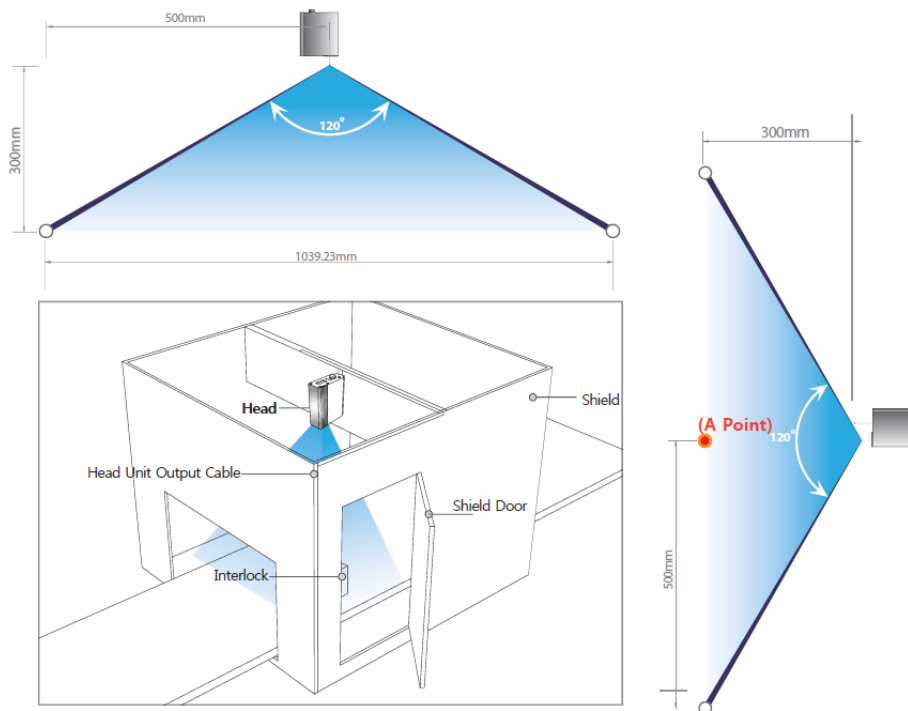 500mm
120°
300mm
1039.23mm
Head
Shield
Head Unit Output Cable
Shield Door
Interlock
300mm
(A Point)
120°
500mm